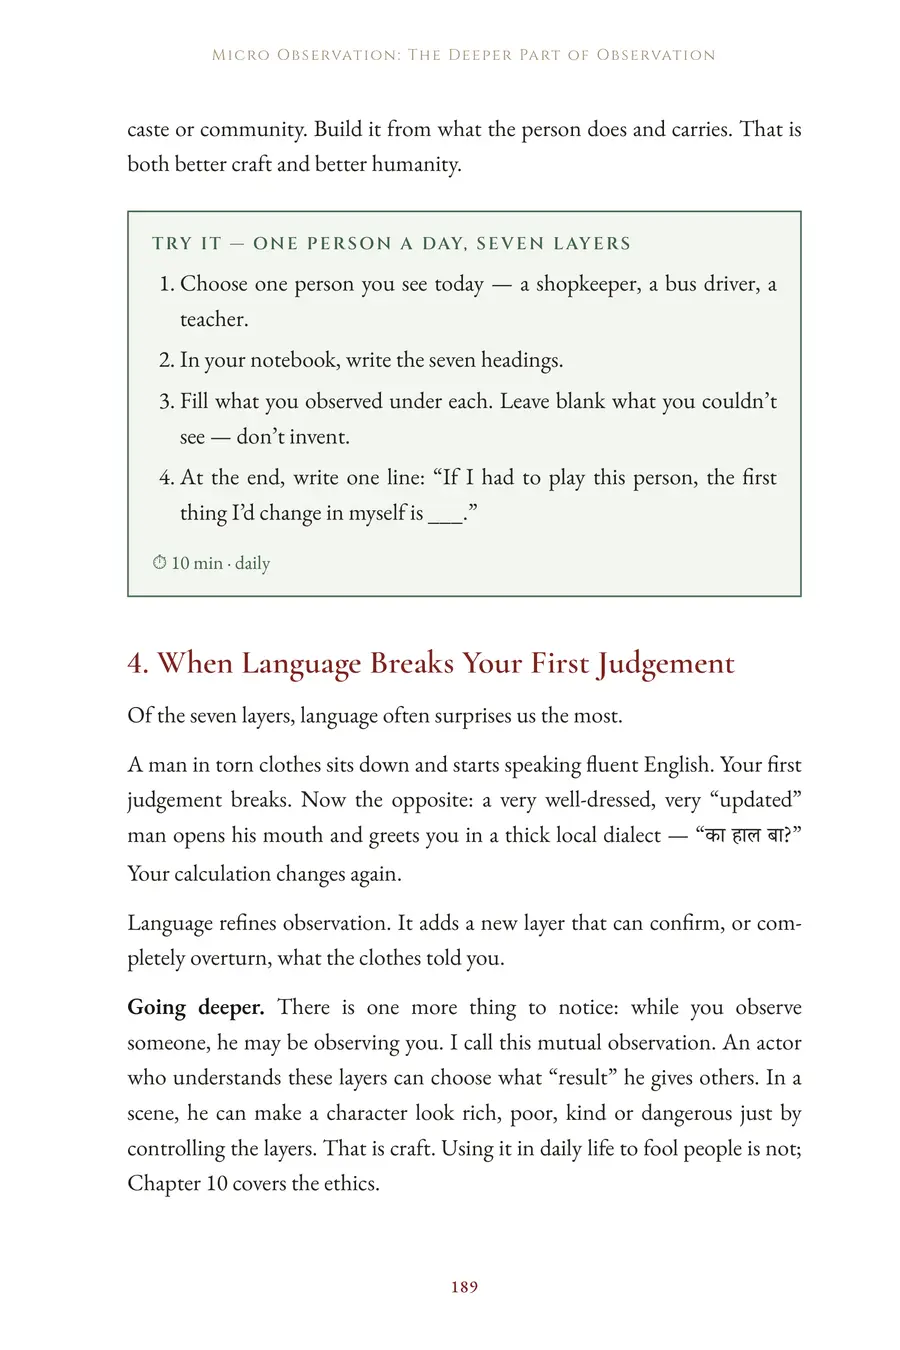 Micro Observation: The Deeper Part of Observation
caste or community. Build it from what the person does and carries. That is
both better craft and better humanity.
TRY IT — ONE PERSON A DAY, SEVEN LAYERS
1. Choose one person you see today — a shopkeeper, a bus driver, a
teacher.
2. In your notebook, write the seven headings.
3. Fill what you observed under each. Leave blank what you couldn’t
see — don’t invent.
4. At the end, write one line: “If I had to play this person, the first
thing I’d change in myself is ___.”
⏱ 10 min · daily
4. When Language Breaks Your First Judgement
Of the seven layers, language often surprises us the most.
A man in torn clothes sits down and starts speaking fluent English. Your first
judgement breaks. Now the opposite: a very well-dressed, very “updated”
man opens his mouth and greets you in a thick local dialect — “का हाल बा?”
Your calculation changes again.
Language refines observation. It adds a new layer that can confirm, or com-
pletely overturn, what the clothes told you.
Going deeper. There is one more thing to notice: while you observe
someone, he may be observing you. I call this mutual observation. An actor
who understands these layers can choose what “result” he gives others. In a
scene, he can make a character look rich, poor, kind or dangerous just by
controlling the layers. That is craft. Using it in daily life to fool people is not;
Chapter 10 covers the ethics.
189